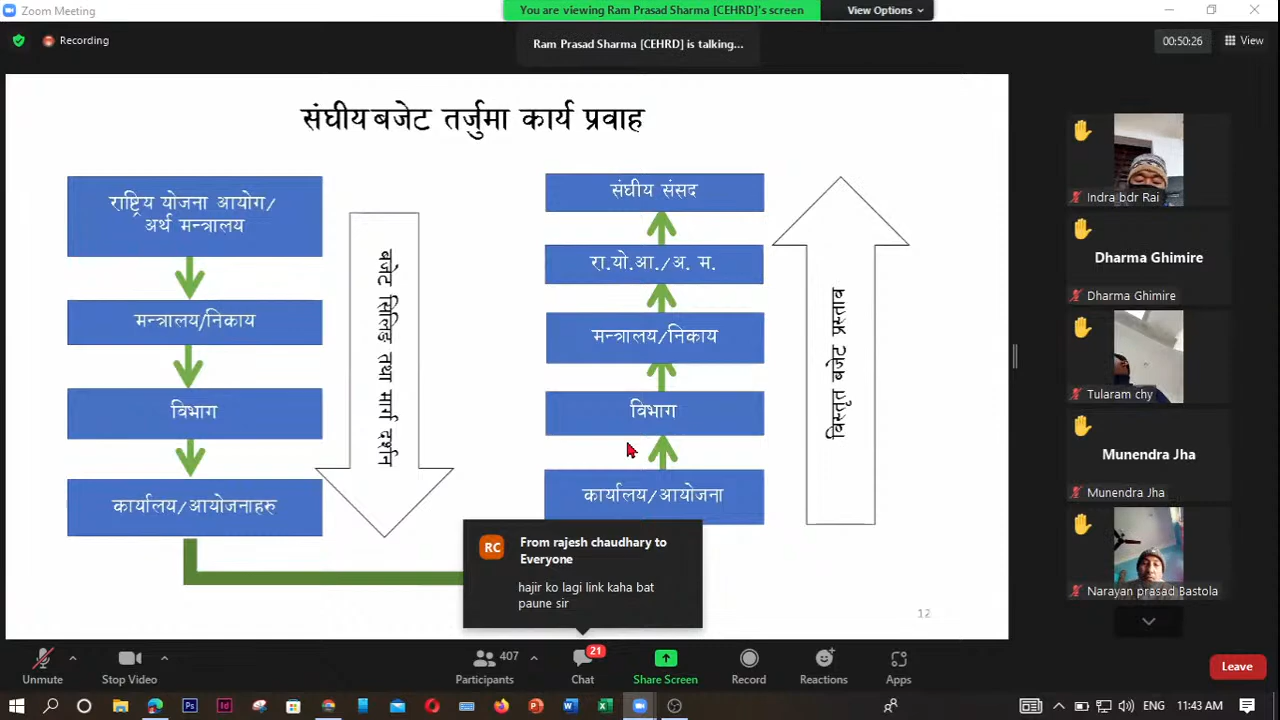 Zoom Meeting
You are viewing Ram Prasad Sharma [CEHRD]'s screen
View Options
Recording
Ram Prasad Sharma [CEHRD] is talking...
00:50:26
View
संघीय बजेट तर्जुमा कार्य प्रवाह
राष्ट्रिय योजना आयोग/
अर्थ मन्त्रालय
मन्त्रालय/निकाय
विभाग
कार्यालय/आयोजनाहरु
बजेट सिलिङ तथा मार्ग दर्शन
संघीय संसद
रा.यो.आ./अ. म.
मन्त्रालय/निकाय
विभाग
कार्यालय/आयोजना
विस्तृत बजेट प्रस्ताव
12
RC
From rajesh chaudhary to
Everyone
hajir ko lagi link kaha bat
paune sir
Indra bdr Rai
Dharma Ghimire
Dharma Ghimire
Tularam chy
Munendra Jha
Munendra Jha
Narayan prasad Bastola
Unmute
Stop Video
407
Participants
21
Chat
Share Screen
Record
Reactions
Apps
Leave
Ps
Id
ENG
11:43 AM